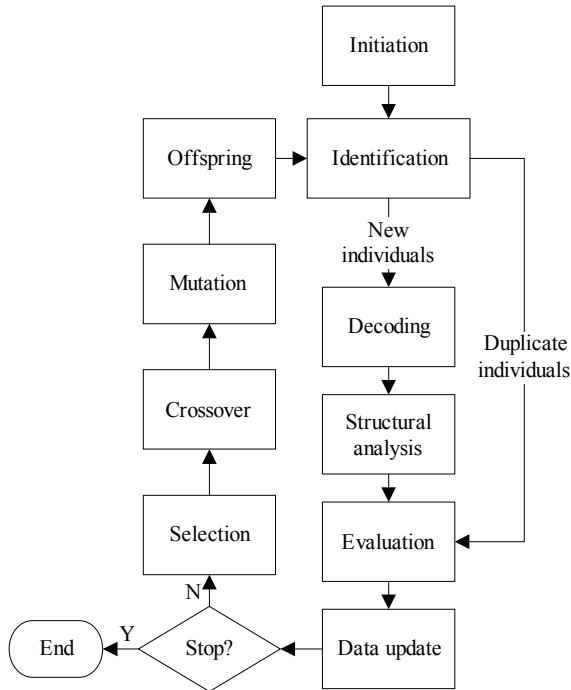 Initiation
Offspring
Identification
New
individuals
Mutation
Decoding
Duplicate
individuals
Crossover
Structural
analysis
Selection
Evaluation
N
Y
End
Stop?
Data update